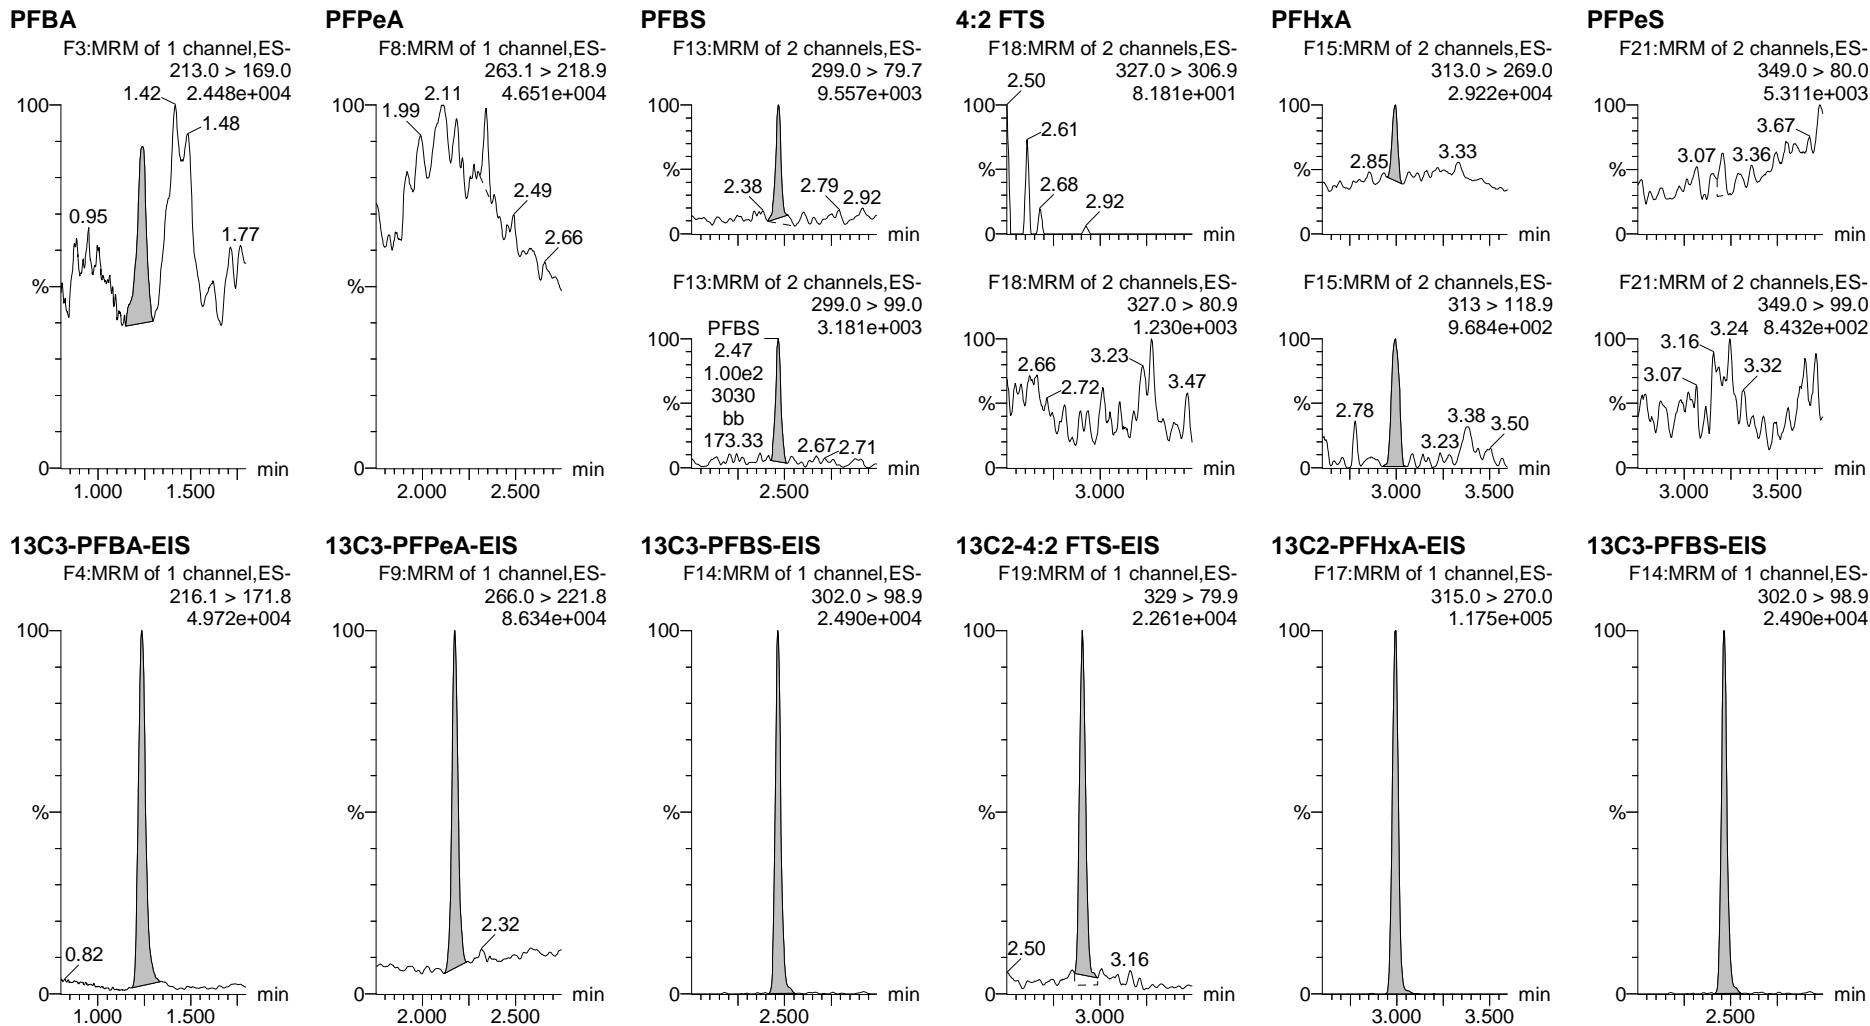 PFBA
F3:MRM of 1 channel,ES-
213.0 > 169.0
2.448e+004
100
%
0
0.95
1.42
1.48
1.77
min
1.000 1.500
PFPeA
F8:MRM of 1 channel,ES-
263.1 > 218.9
4.651e+004
100
%
0
1.99
2.11
2.49
2.66
min
2.000 2.500
PFBS
F13:MRM of 2 channels,ES-
299.0 > 79.7
9.557e+003
100
%
0
2.38
2.79
2.92
min
F13:MRM of 2 channels,ES-
299.0 > 99.0
3.181e+003
100
%
0
PFBS
2.47
1.00e2
3030
bb
173.33
2.67
2.71
min
2.500
4:2 FTS
F18:MRM of 2 channels,ES-
327.0 > 306.9
8.181e+001
100
%
0
2.50
2.61
2.68
2.92
min
F18:MRM of 2 channels,ES-
327.0 > 80.9
1.230e+003
100
%
0
2.66
2.72
3.23
3.47
min
3.000
PFHxA
F15:MRM of 2 channels,ES-
313.0 > 269.0
2.922e+004
100
%
0
2.85
3.33
min
F15:MRM of 2 channels,ES-
313 > 118.9
9.684e+002
100
%
0
2.78
3.23
3.38
3.50
min
3.000 3.500
PFPeS
F21:MRM of 2 channels,ES-
349.0 > 80.0
5.311e+003
100
%
0
3.07
3.36
3.67
min
F21:MRM of 2 channels,ES-
349.0 > 99.0
8.432e+002
100
%
0
3.07
3.16
3.24
3.32
min
3.000 3.500
13C3-PFBA-EIS
F4:MRM of 1 channel,ES-
216.1 > 171.8
4.972e+004
100
%
0
0.82
min
1.000 1.500
13C3-PFPeA-EIS
F9:MRM of 1 channel,ES-
266.0 > 221.8
8.634e+004
100
%
0
2.32
min
2.000 2.500
13C3-PFBS-EIS
F14:MRM of 1 channel,ES-
302.0 > 98.9
2.490e+004
100
%
0
min
2.500
13C2-4:2 FTS-EIS
F19:MRM of 1 channel,ES-
329 > 79.9
2.261e+004
100
%
0
2.50
3.16
min
3.000
13C2-PFHxA-EIS
F17:MRM of 1 channel,ES-
315.0 > 270.0
1.175e+005
100
%
0
min
3.000 3.500
13C3-PFBS-EIS
F14:MRM of 1 channel,ES-
302.0 > 98.9
2.490e+004
100
%
0
min
2.500